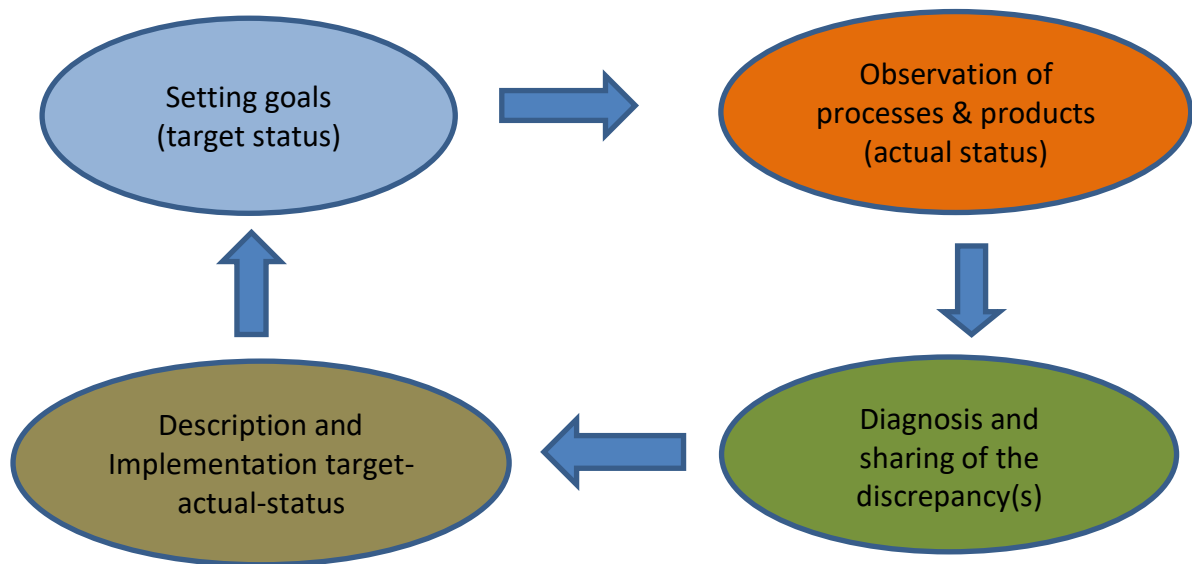 Setting goals
(target status)
Observation of
processes & products
(actual status)
Diagnosis and
sharing of the
discrepancy(s)
Description and
Implementation target-
actual-status